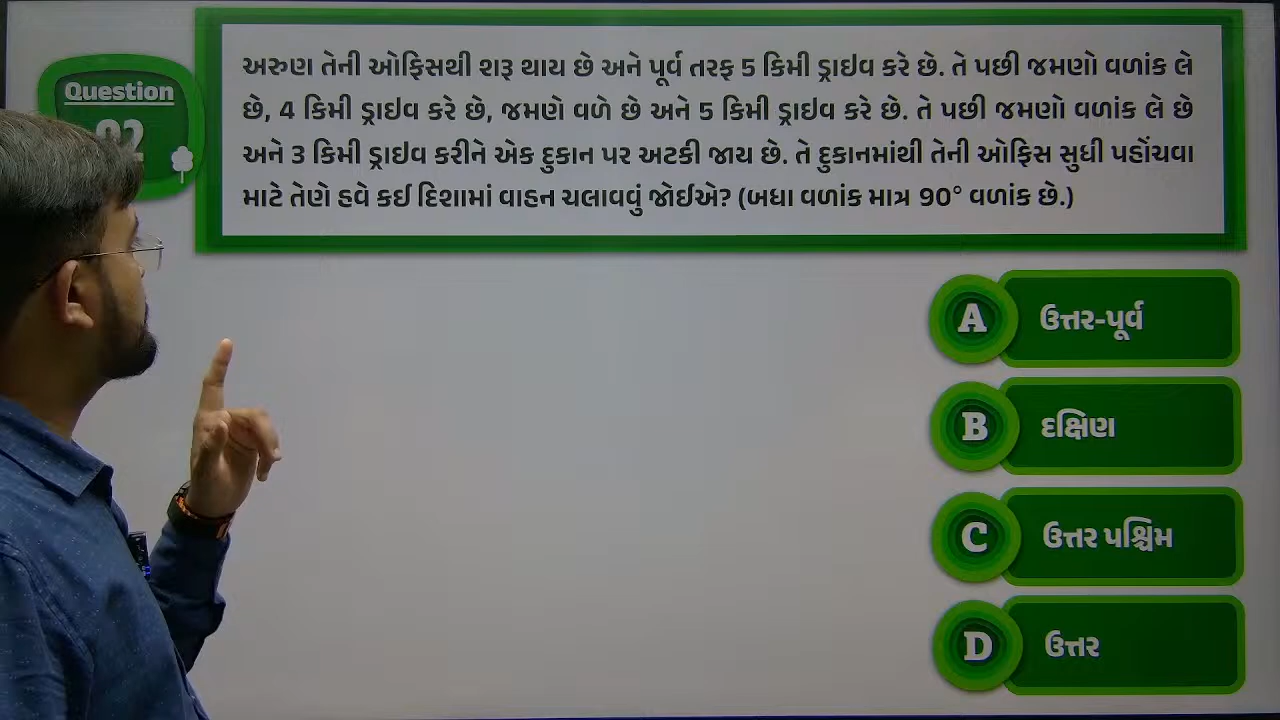 Question
02
અરુણ તેની ઓફિસથી શરૂ થાય છે અને પૂર્વ તરફ 5 કિમી ડ્રાઇવ કરે છે. તે પછી જમણો વળાંક લે
છે, 4 કિમી ડ્રાઇવ કરે છે, જમણે વળે છે અને 5 કિમી ડ્રાઇવ કરે છે. તે પછી જમણો વળાંક લે છે
અને 3 કિમી ડ્રાઇવ કરીને એક દુકાન પર અટકી જાય છે. તે દુકાનમાંથી તેની ઓફિસ સુધી પહોંચવા
માટે તેણે હવે કઈ દિશામાં વાહન ચલાવવું જોઈએ? (બધા વળાંક માત્ર 90° વળાંક છે.)
A ઉત્તર-પૂર્વ
B દક્ષિણ
C ઉત્તર પશ્ચિમ
D ઉત્તર